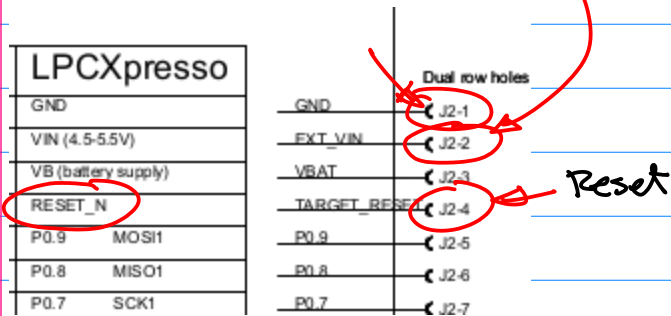 LPCXpresso
Dual row holes
GND GND J2-1
VIN (4.5-5.5V) EXT_VIN J2-2
VB (battery supply) VBAT J2-3
Reset
RESET_N TARGET_RESET J2-4
P0.9 MOSI1 P0.9 J2-5
P0.8 MISO1 P0.8 J2-6
P0.7 SCK1 P0.7 J2-7